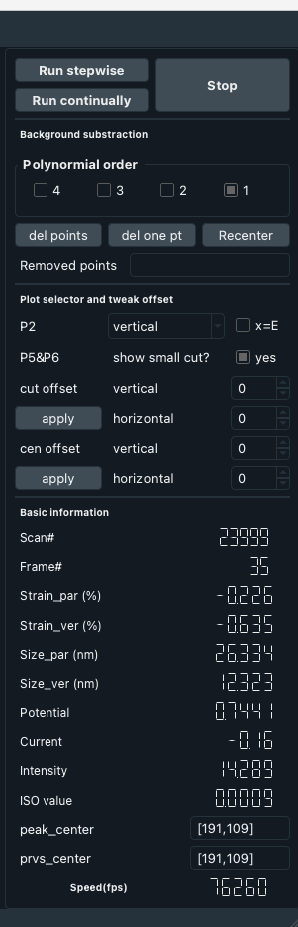 Run stepwise
Stop
Run continually
Background substraction
Polynormial order
4 3 2 1
del points del one pt Recenter
Removed points
Plot selector and tweak offset
P2 vertical x=E
P5&P6 show small cut? yes
cut offset vertical 0
apply horizontal 0
cen offset vertical 0
apply horizontal 0
Basic information
Scan# 23999
Frame# 35
Strain_par (%) -0.226
Strain_ver (%) -0.635
Size_par (nm) 26.334
Size_ver (nm) 12.323
Potential 0.7441
Current -0.16
Intensity 14.289
ISO value 0.0009
peak_center [191,109]
prvs_center [191,109]
Speed(fps) 76260